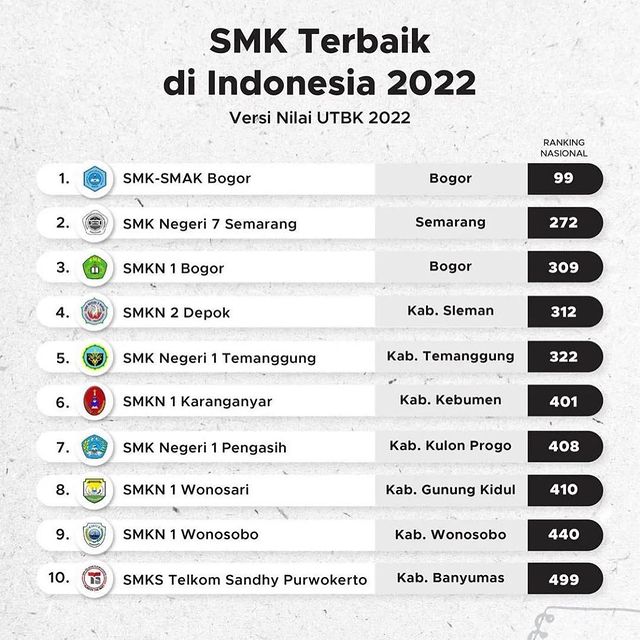 SMK Terbaik
di Indonesia 2022
Versi Nilai UTBK 2022
RANKING
NASIONAL
1. SMK-SMAK Bogor Bogor 99
2. SMK Negeri 7 Semarang Semarang 272
3. SMKN 1 Bogor Bogor 309
4. SMKN 2 Depok Kab. Sleman 312
5. SMK Negeri 1 Temanggung Kab. Temanggung 322
6. SMKN 1 Karanganyar Kab. Kebumen 401
7. SMK Negeri 1 Pengasih Kab. Kulon Progo 408
8. SMKN 1 Wonosari Kab. Gunung Kidul 410
9. SMKN 1 Wonosobo Kab. Wonosobo 440
10. SMKS Telkom Sandhy Purwokerto Kab. Banyumas 499